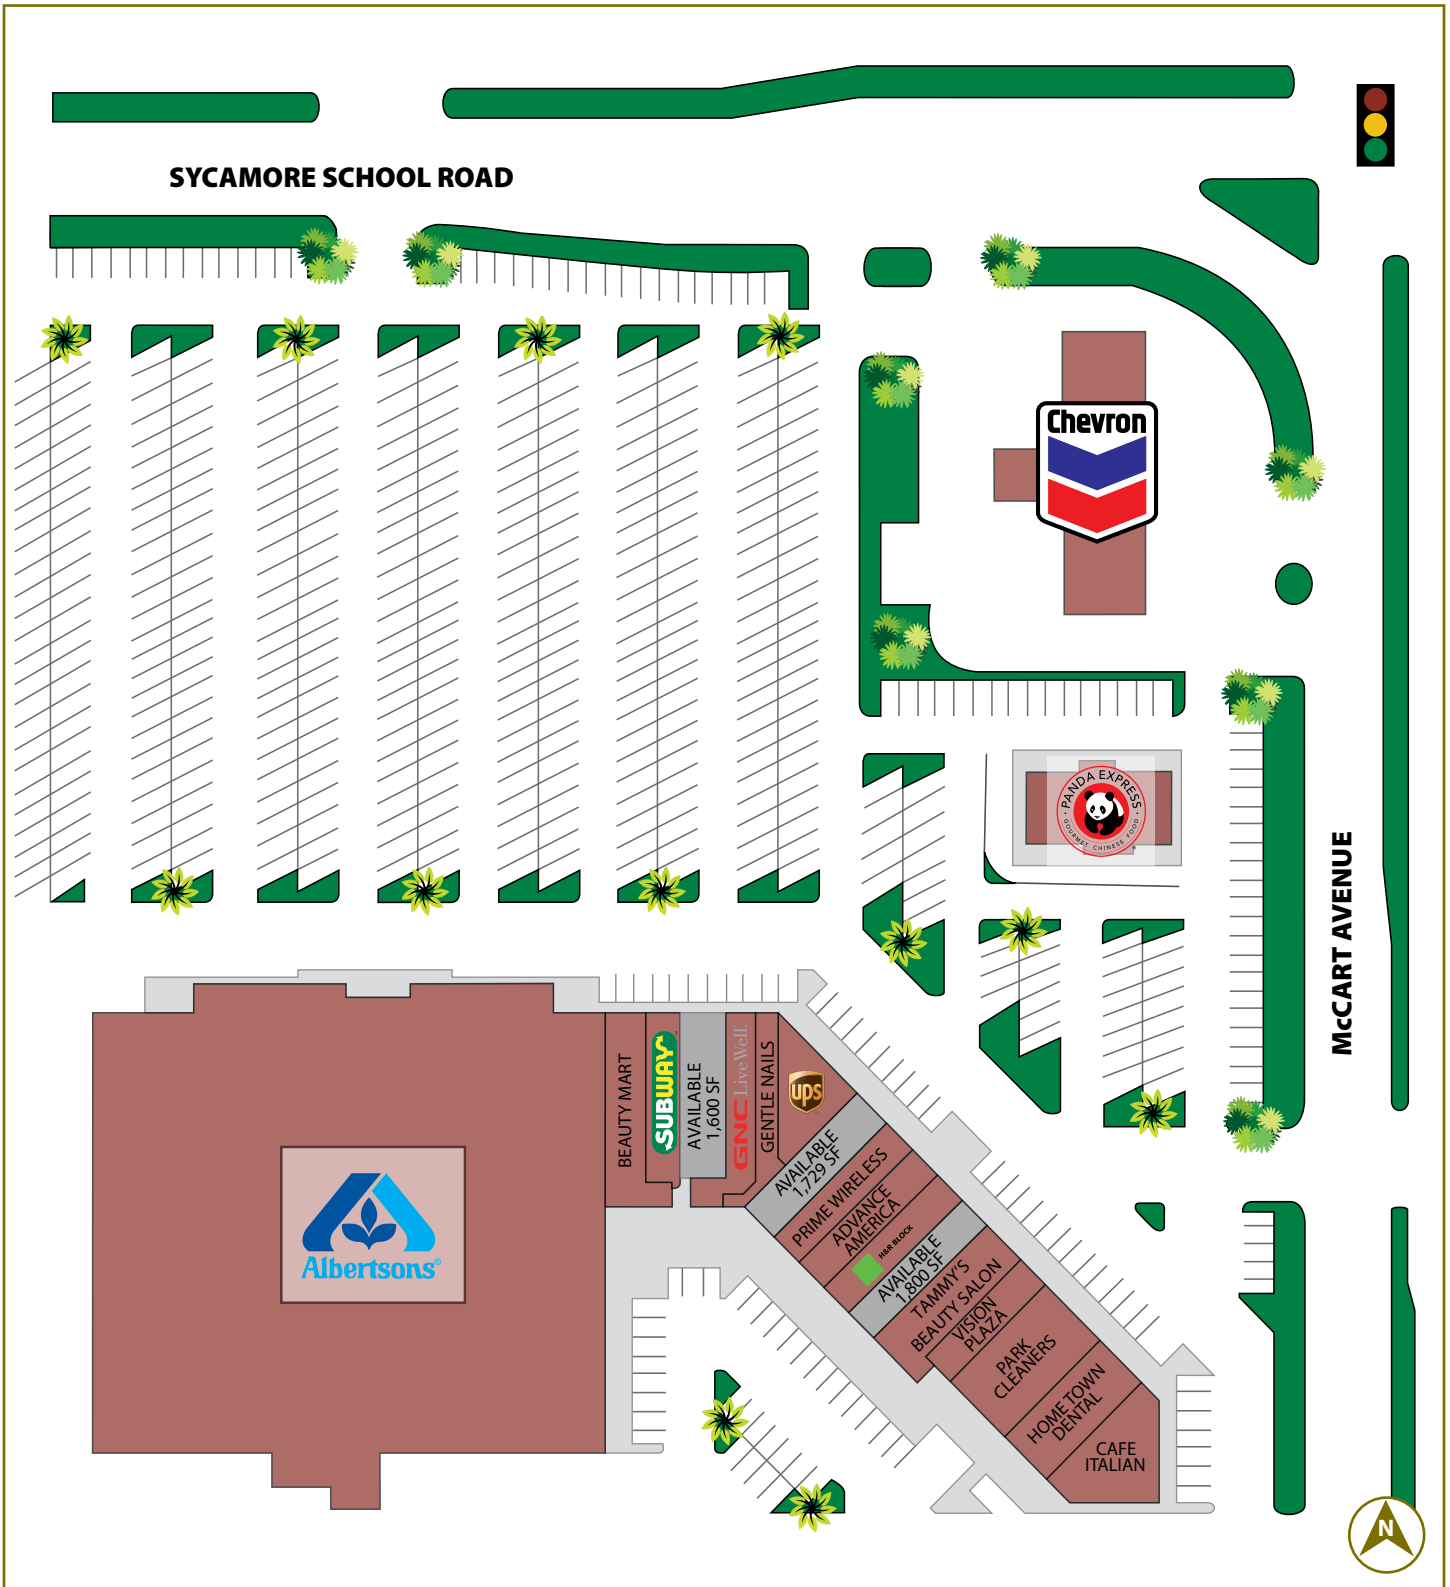 SYCAMORE SCHOOL ROAD
Chevron
PANDA EXPRESS
GOURMET CHINESE FOOD
McCART AVENUE
BEAUTY MART
SUBWAY
AVAILABLE
1,600 SF
GNC LiveWell
GENTLE NAILS
ups
AVAILABLE
1,729 SF
PRIME WIRELESS
ADVANCE
AMERICA
H&R BLOCK
AVAILABLE
1,800 SF
TAMMY'S
BEAUTY SALON
VISION
PLAZA
PARK
CLEANERS
HOME TOWN
DENTAL
CAFE
ITALIAN
Albertsons®
N